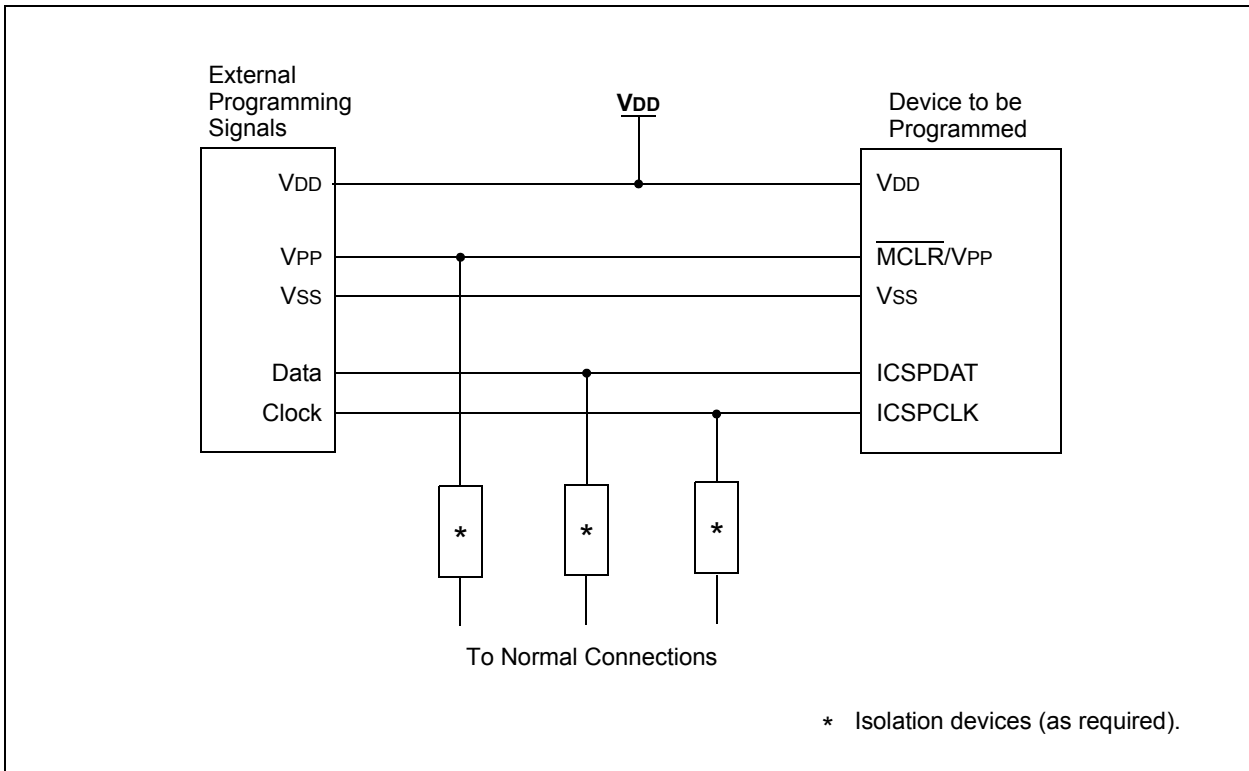 External
Programming
Signals
VDD
Device to be
Programmed
VDD
VDD
VPP
MCLR/VPP
VSS
VSS
Data
ICSPDAT
Clock
ICSPCLK
*
*
*
To Normal Connections
* Isolation devices (as required).